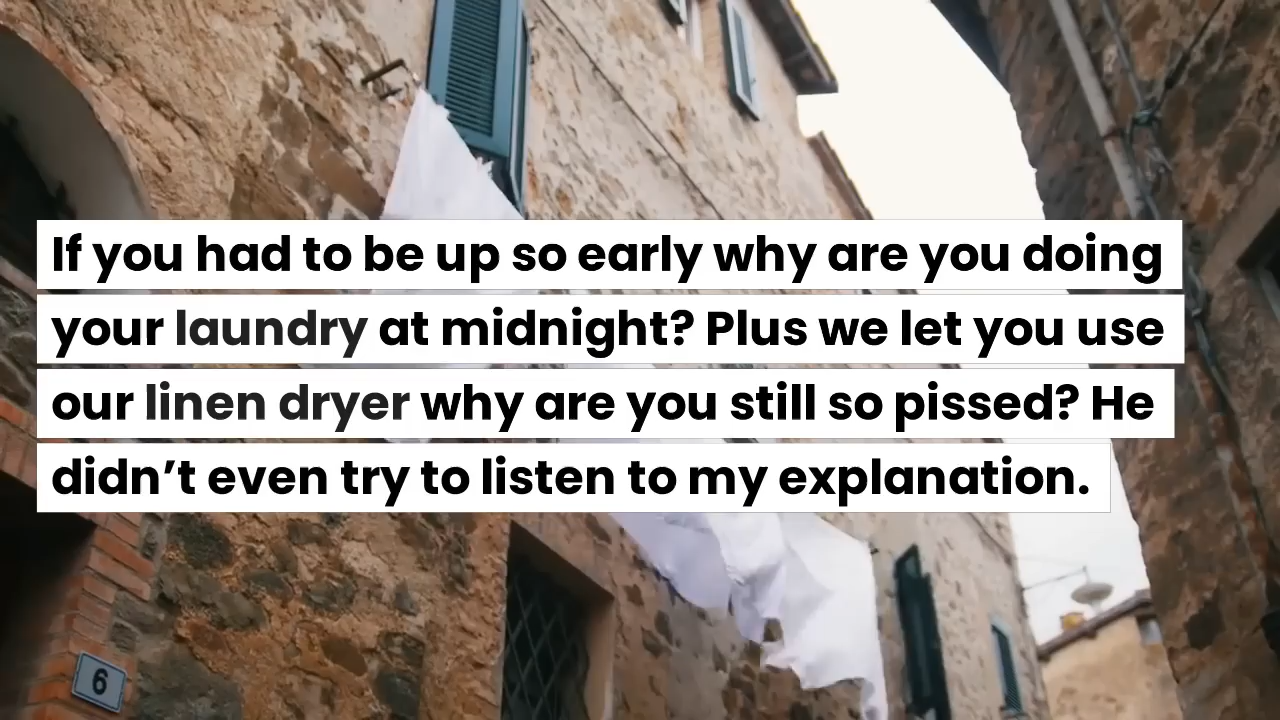 If you had to be up so early why are you doing
your laundry at midnight? Plus we let you use
our linen dryer why are you still so pissed? He
didn’t even try to listen to my explanation.
6